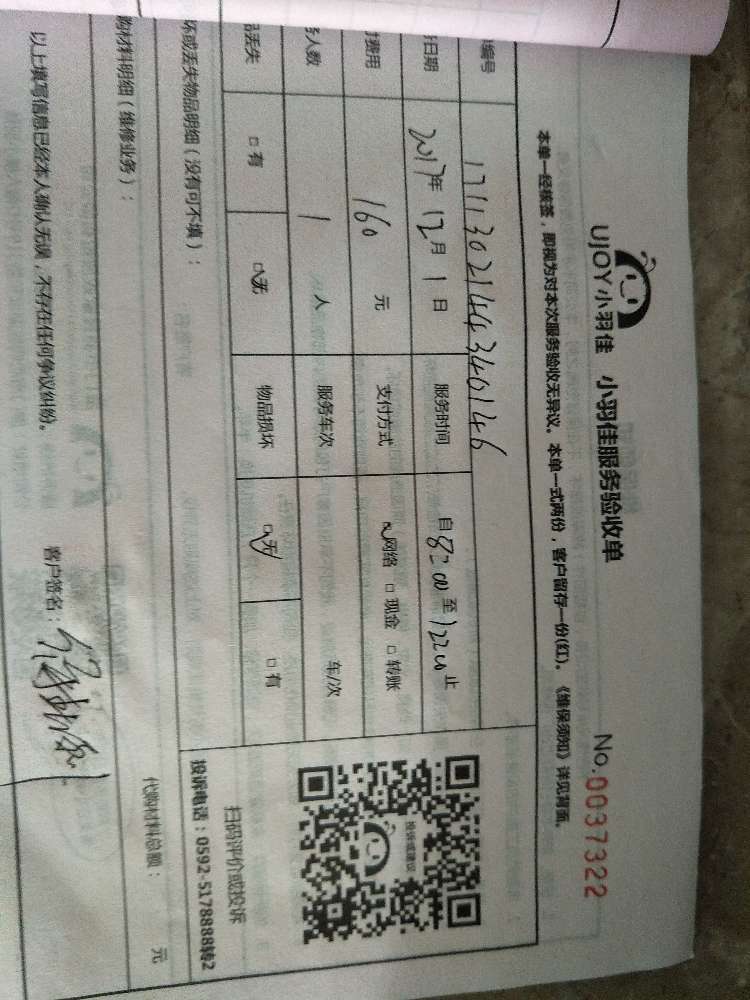 UJOY小羽佳 小羽佳服务验收单 No.0037322
本单一经核签，即视为对本次服务验收无异议。本单一式两份，客户留存一份(红)。《维保须知》详见背面。
编号 17113021443340146
日期 2017年 12月 1日 服务时间 自8:00至12:20止
费用 160 元 支付方式 网络 现金 转账
人数 1 人 服务车次 车/次
丢失 有 无 物品损坏 无 有
坏或丢失物品明细（没有可不填）：
投诉或建议
扫码评价或投诉
投诉电话：0592-5178888转2
购材料明细（维修业务）： 代购材料总额： 元
以上填写信息已经本人确认无误，不存在任何争议纠纷。 客户签名：